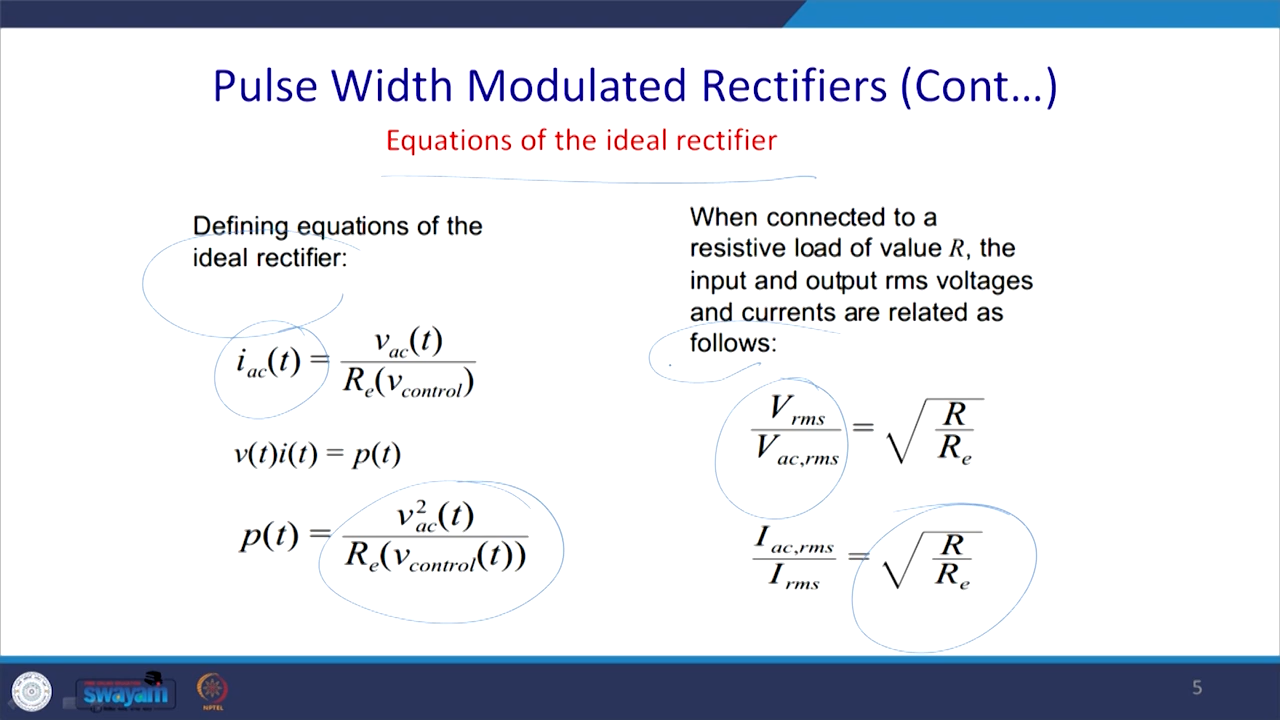 Pulse Width Modulated Rectifiers (Cont...)
Equations of the ideal rectifier
Defining equations of the
ideal rectifier:
i_ac(t) = v_ac(t) / R_e(v_control)
v(t)i(t) = p(t)
p(t) = v_ac^2(t) / R_e(v_control(t))
When connected to a
resistive load of value R, the
input and output rms voltages
and currents are related as
follows:
V_rms / V_ac,rms = √(R / R_e)
I_ac,rms / I_rms = √(R / R_e)
swayam
NPTEL
5